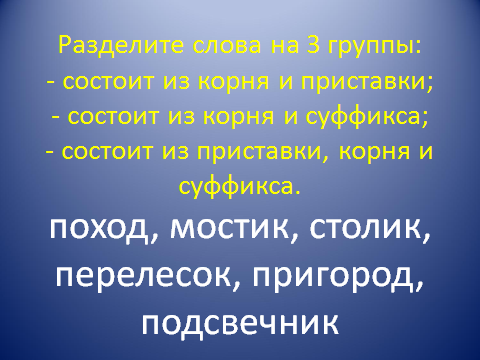 Разделите слова на 3 группы:
- состоит из корня и приставки;
- состоит из корня и суффикса;
- состоит из приставки, корня и
суффикса.
поход, мостик, столик,
перелесок, пригород,
подсвечник